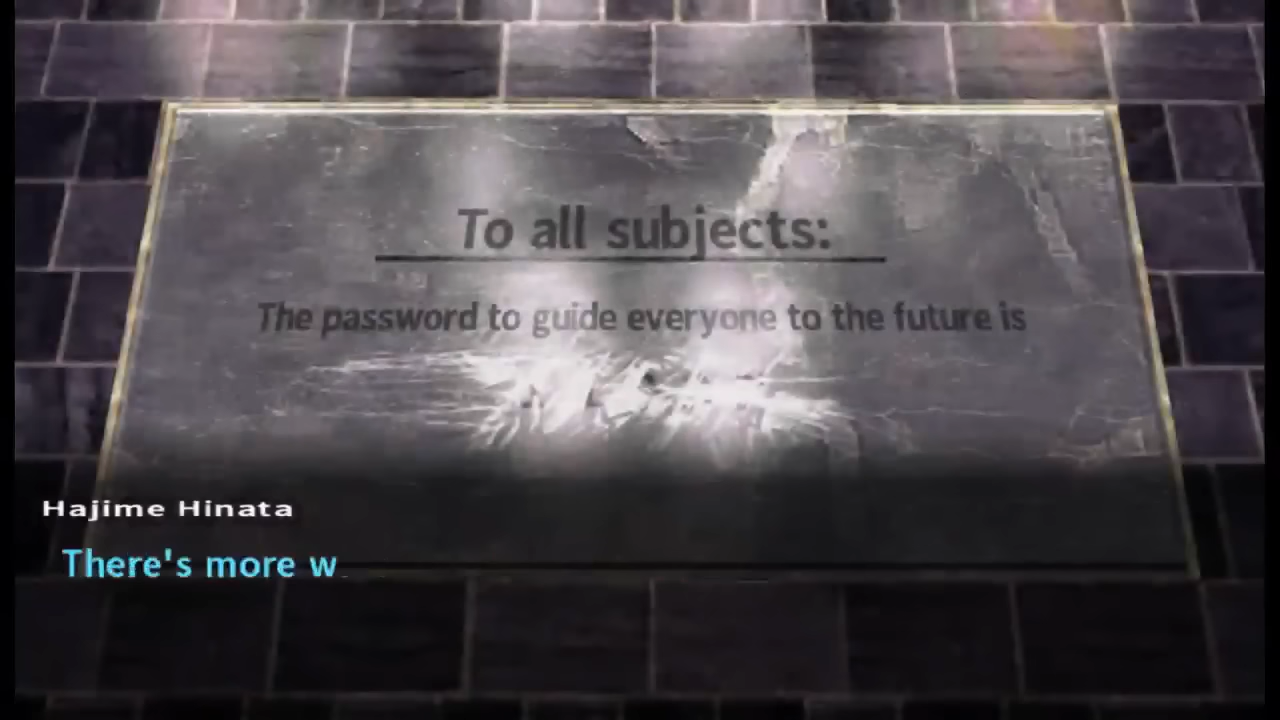 To all subjects:
The password to guide everyone to the future is
Hajime Hinata
There's more w